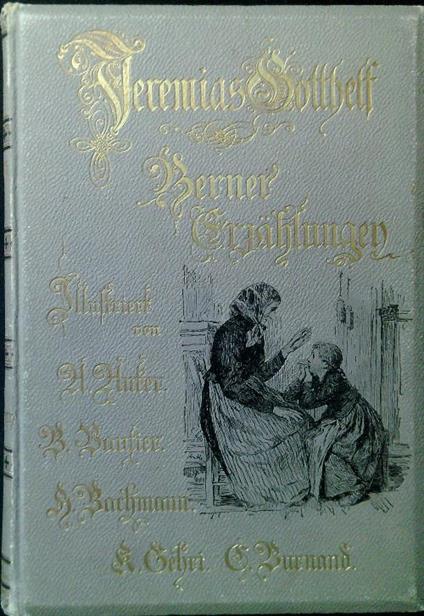 Jeremias Gotthelf
Berner
Erzählungen
Illustriert
von
A. Anker.
B. Vautier.
H. Bachmann.
K. Gehri. E. Burnand.